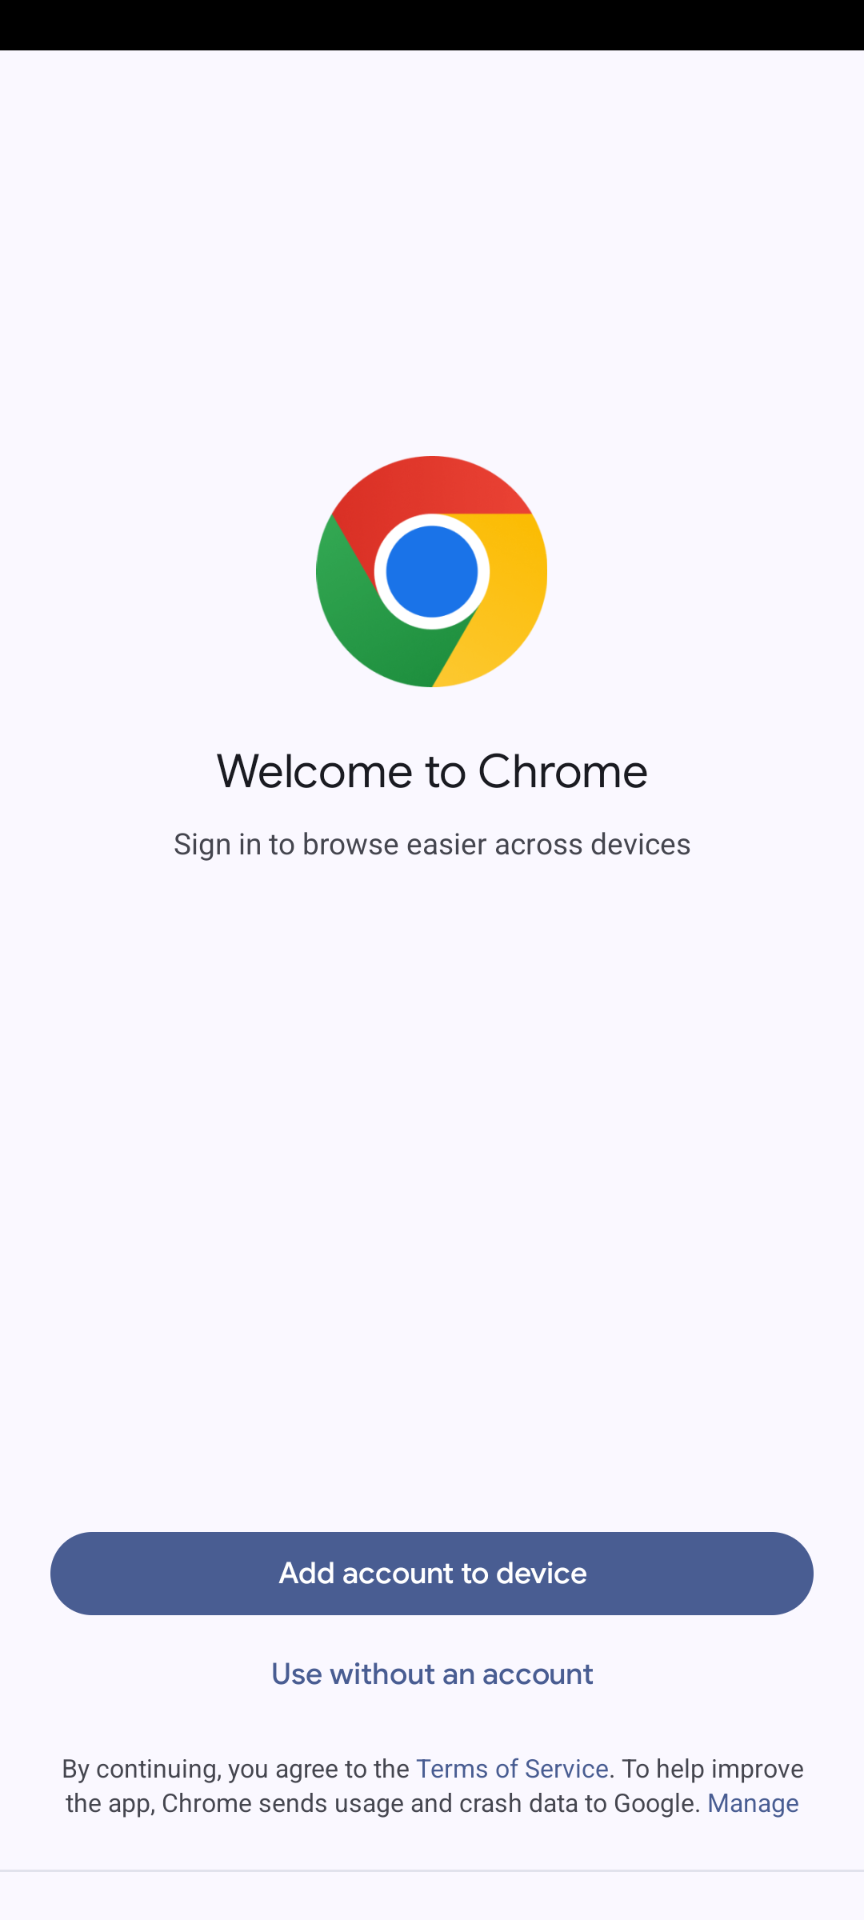 Welcome to Chrome
Sign in to browse easier across devices
Add account to device
Use without an account
By continuing, you agree to the Terms of Service. To help improve
the app, Chrome sends usage and crash data to Google. Manage